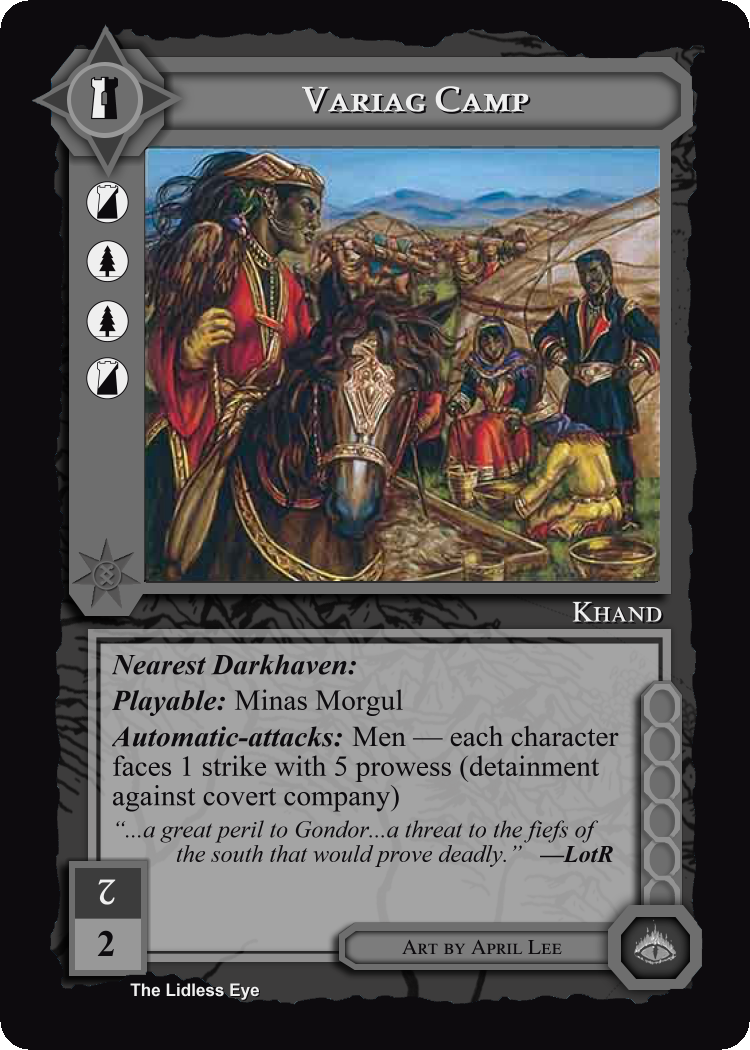 Variag Camp
Khand
Nearest Darkhaven:
Playable: Minas Morgul
Automatic-attacks: Men — each character
faces 1 strike with 5 prowess (detainment
against covert company)
“...a great peril to Gondor...a threat to the fiefs of
the south that would prove deadly.” —LotR
2
2
Art by April Lee
The Lidless Eye